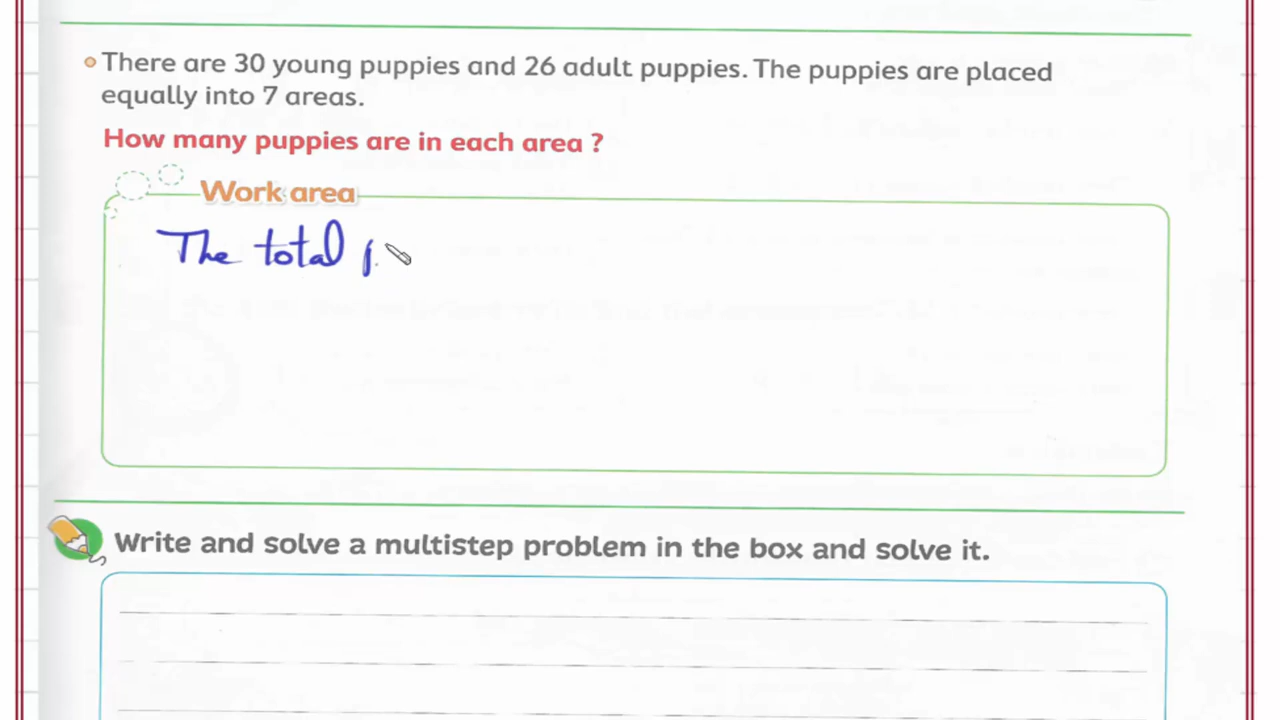 There are 30 young puppies and 26 adult puppies. The puppies are placed
equally into 7 areas.
How many puppies are in each area ?
Work area
The total
Write and solve a multistep problem in the box and solve it.